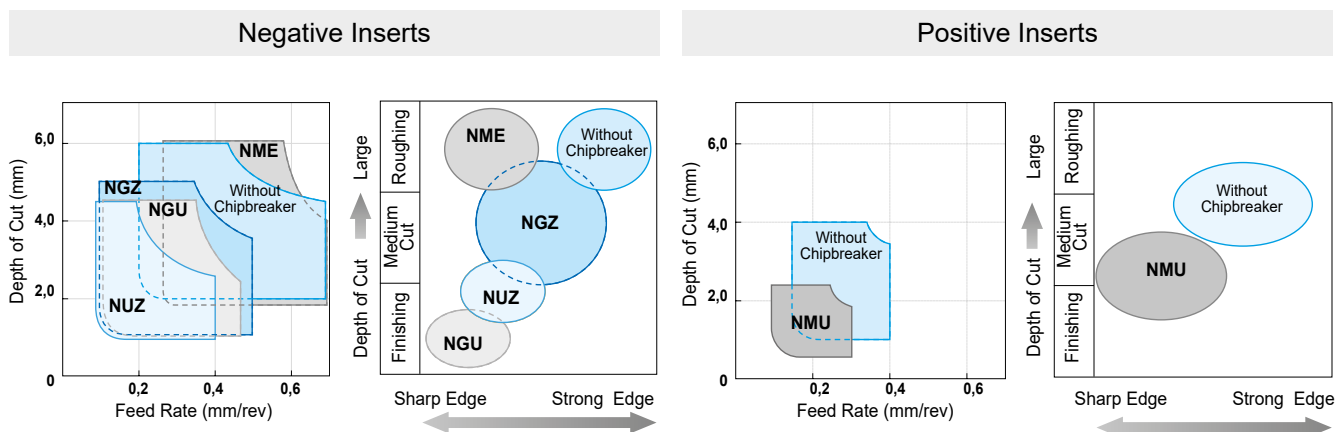 Negative Inserts
Depth of Cut (mm)
6,0
4,0
2,0
0
0,2
0,4
0,6
Feed Rate (mm/rev)
NME
NGZ
Without
Chipbreaker
NGU
NUZ
Depth of Cut
Large
Roughing
Medium
Cut
Finishing
NME
Without
Chipbreaker
NGZ
NUZ
NGU
Sharp Edge
Strong Edge
Positive Inserts
Depth of Cut (mm)
6,0
4,0
2,0
0
0,2
0,4
0,6
Feed Rate (mm/rev)
Without
Chipbreaker
NMU
Depth of Cut
Large
Roughing
Medium
Cut
Finishing
Without
Chipbreaker
NMU
Sharp Edge
Strong Edge